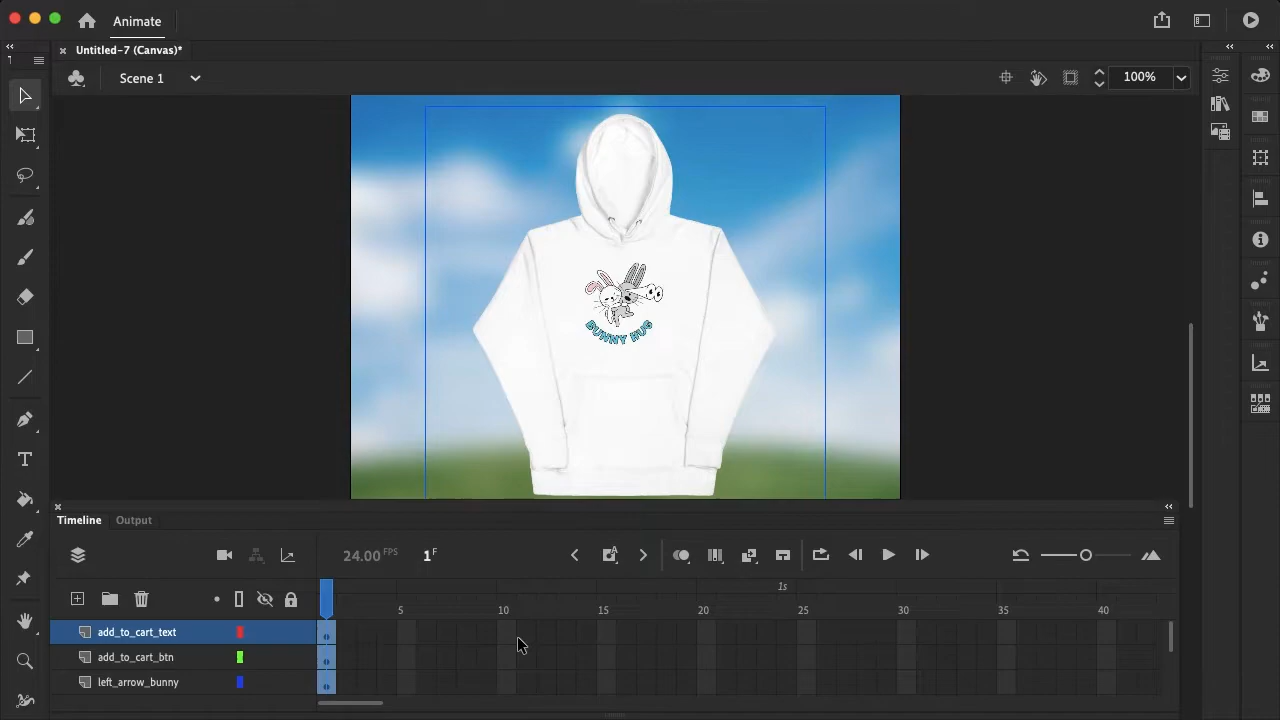 Animate
Untitled-7 (Canvas)*
Scene 1
100%
BUNNY HUG
Timeline
Output
24.00 FPS
1 F
1s
5
10
15
20
25
30
35
40
add_to_cart_text
add_to_cart_btn
left_arrow_bunny